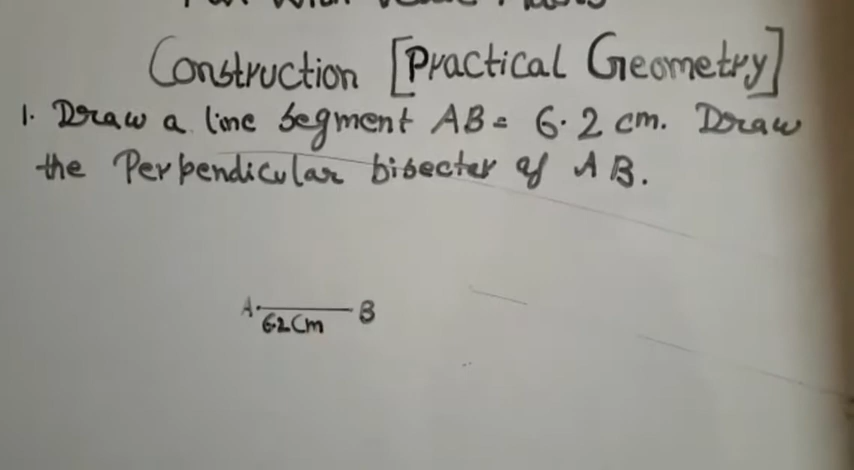 Construction [Practical Geometry]
1. Draw a line segment AB = 6.2 cm. Draw
the Perpendicular bisecter of AB.
A B
6.2 Cm